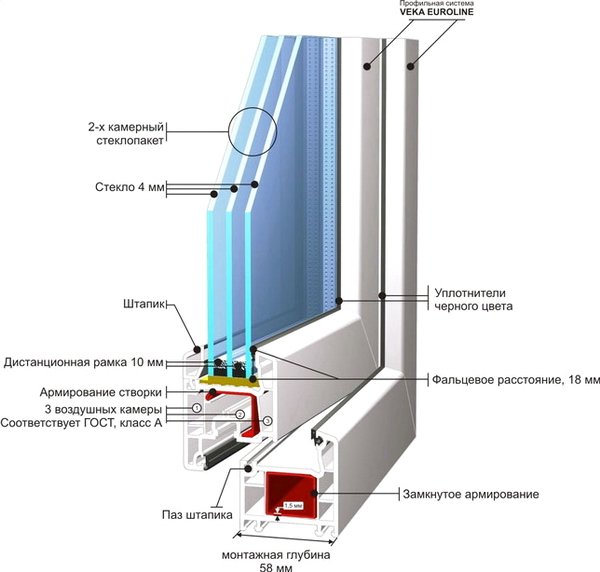 Профильная система
VEKA EUROLINE
2-х камерный
стеклопакет
Стекло 4 мм
Уплотнители
черного цвета
Штапик
Дистанционная рамка 10 мм
Фальцевое расстояние, 18 мм
Армирование створки
3 воздушных камеры
1
2
3
Соответствует ГОСТ, класс А
Замкнутое армирование
1,5 мм
Паз штапика
монтажная глубина
58 мм